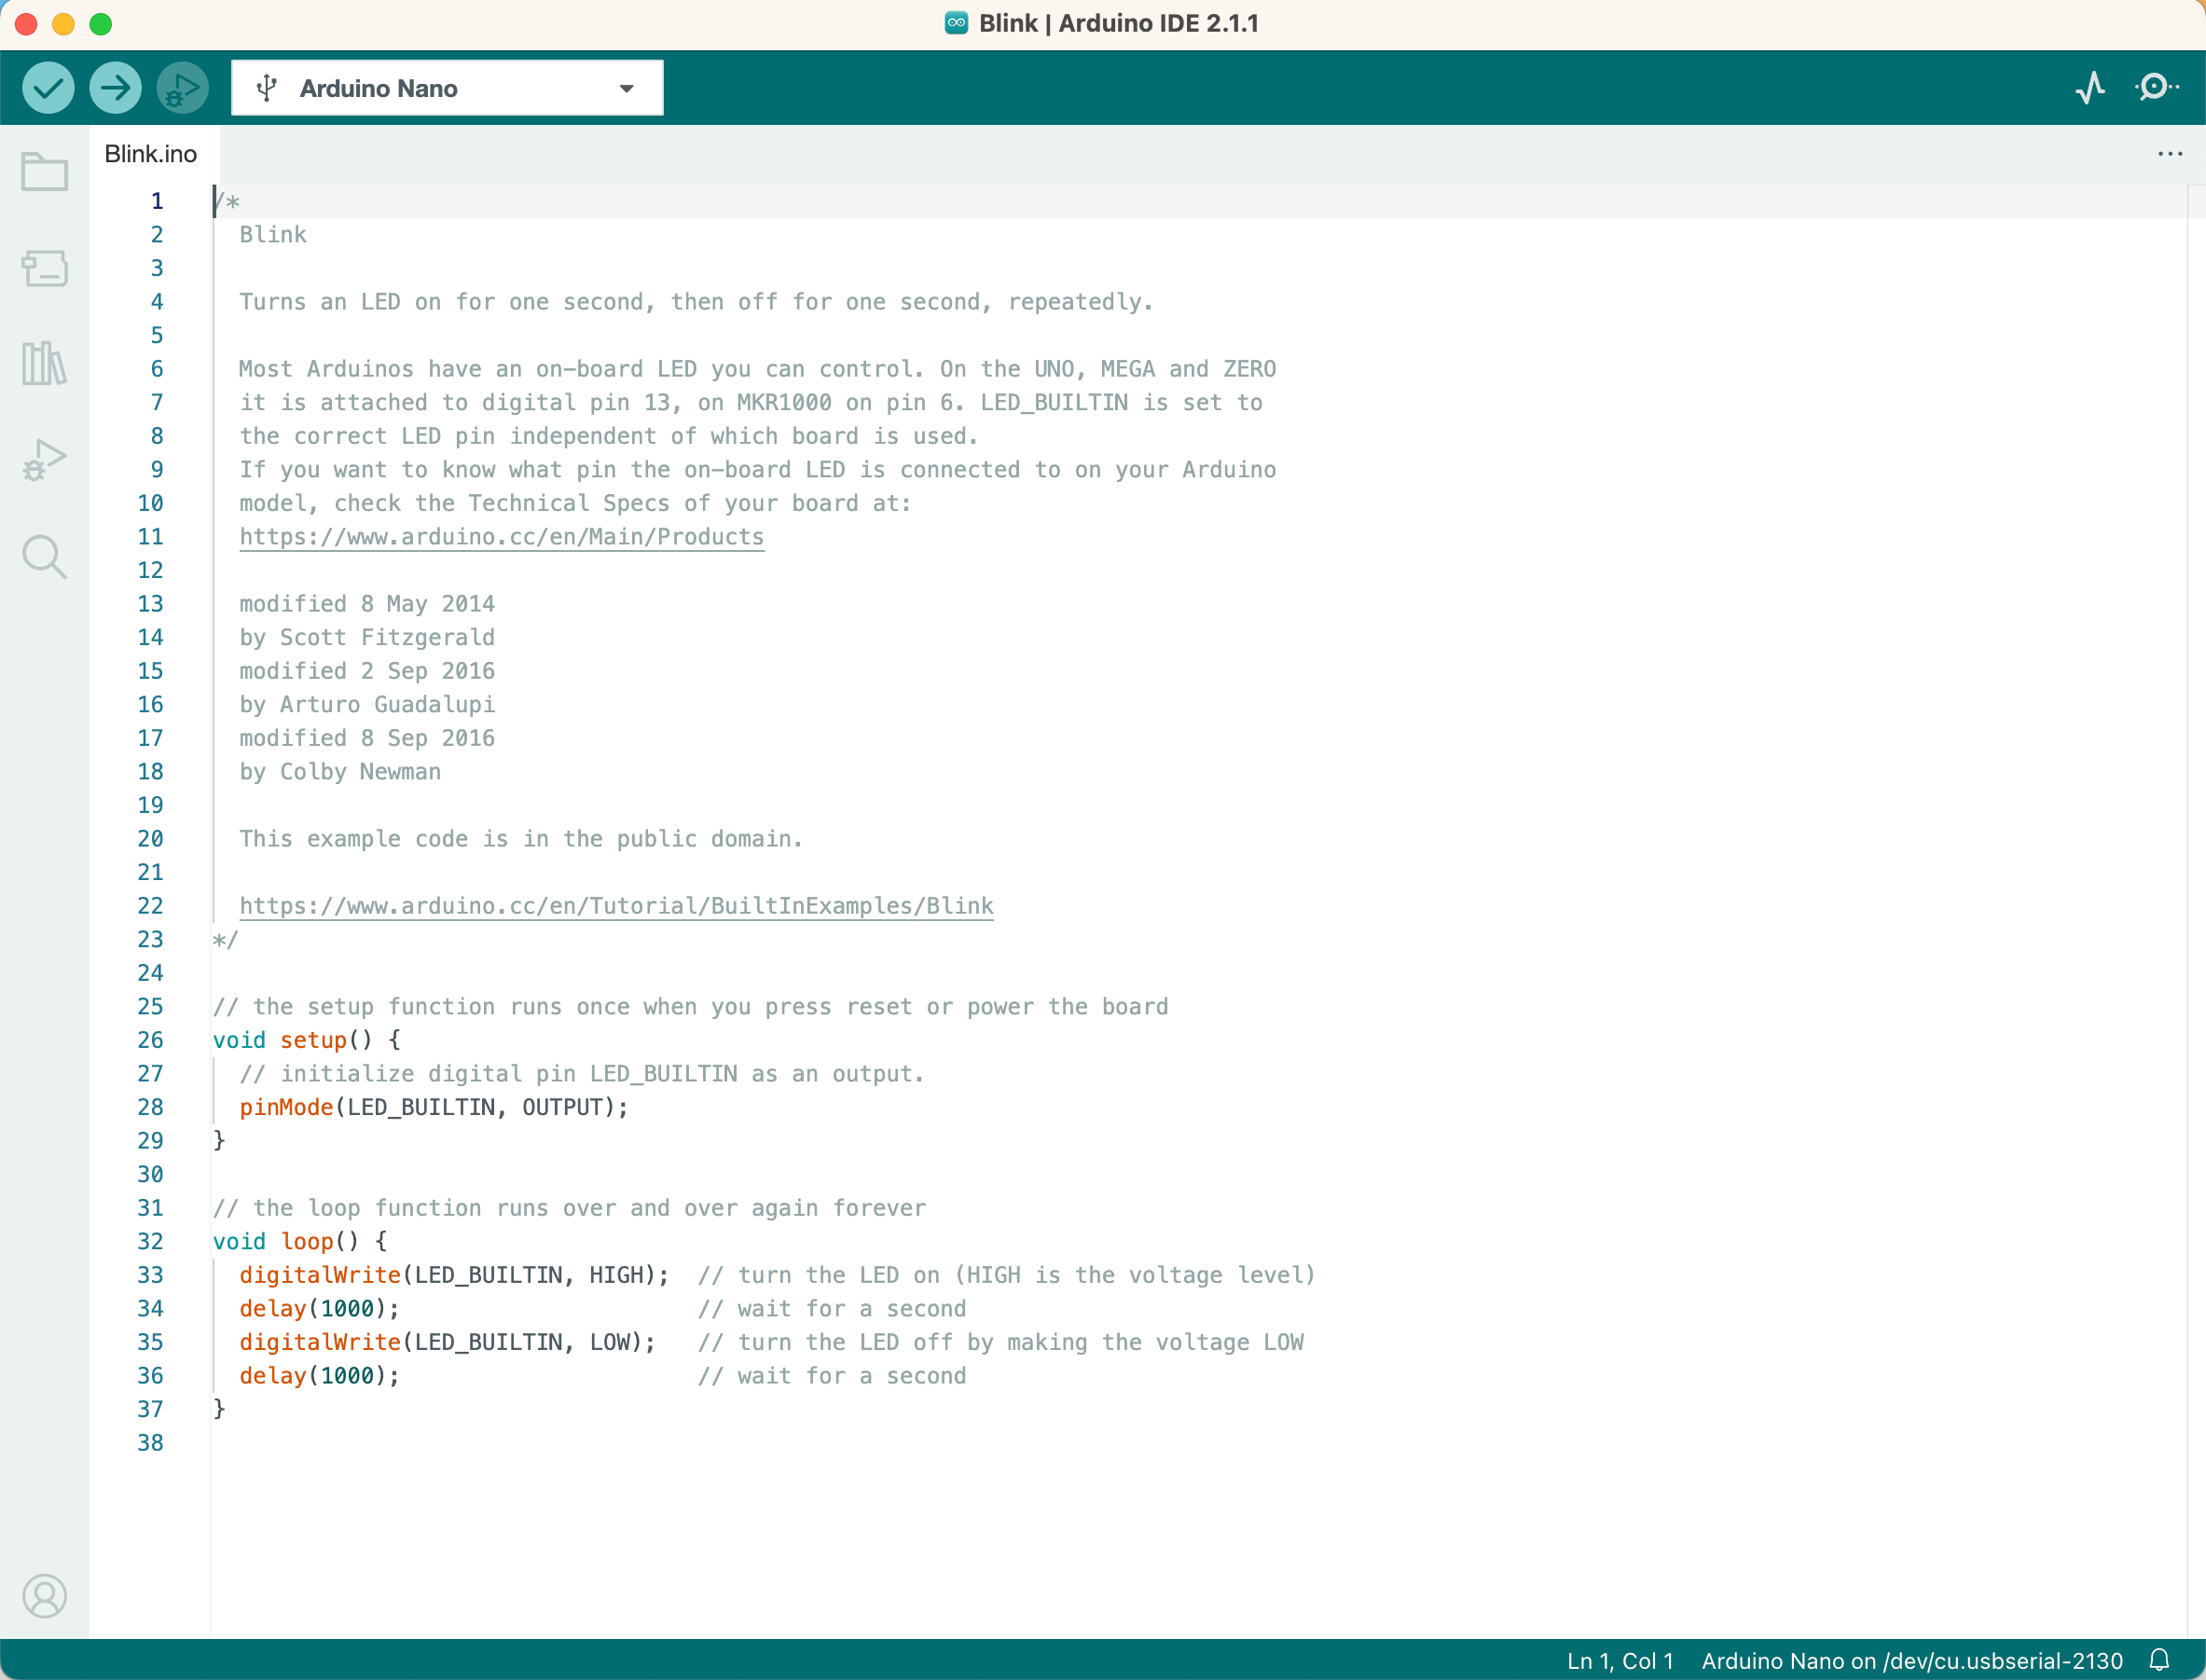 Blink | Arduino IDE 2.1.1
Arduino Nano
Blink.ino
1 /*
2   Blink
3
4   Turns an LED on for one second, then off for one second, repeatedly.
5
6   Most Arduinos have an on-board LED you can control. On the UNO, MEGA and ZERO
7   it is attached to digital pin 13, on MKR1000 on pin 6. LED_BUILTIN is set to
8   the correct LED pin independent of which board is used.
9   If you want to know what pin the on-board LED is connected to on your Arduino
10   model, check the Technical Specs of your board at:
11   https://www.arduino.cc/en/Main/Products
12
13   modified 8 May 2014
14   by Scott Fitzgerald
15   modified 2 Sep 2016
16   by Arturo Guadalupi
17   modified 8 Sep 2016
18   by Colby Newman
19
20   This example code is in the public domain.
21
22   https://www.arduino.cc/en/Tutorial/BuiltInExamples/Blink
23 */
24
25 // the setup function runs once when you press reset or power the board
26 void setup() {
27   // initialize digital pin LED_BUILTIN as an output.
28   pinMode(LED_BUILTIN, OUTPUT);
29 }
30
31 // the loop function runs over and over again forever
32 void loop() {
33   digitalWrite(LED_BUILTIN, HIGH);  // turn the LED on (HIGH is the voltage level)
34   delay(1000);                      // wait for a second
35   digitalWrite(LED_BUILTIN, LOW);   // turn the LED off by making the voltage LOW
36   delay(1000);                      // wait for a second
37 }
38
Ln 1, Col 1 Arduino Nano on /dev/cu.usbserial-2130